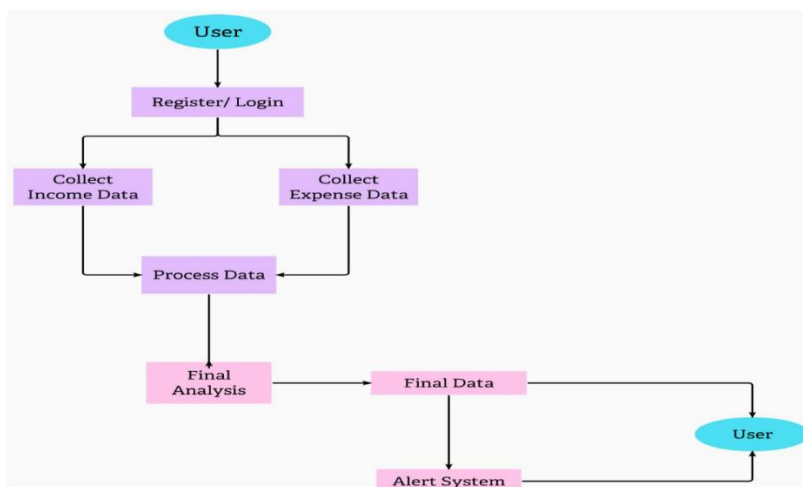 User
Register/ Login
Collect
Income Data
Collect
Expense Data
Process Data
Final
Analysis
Final Data
User
Alert System